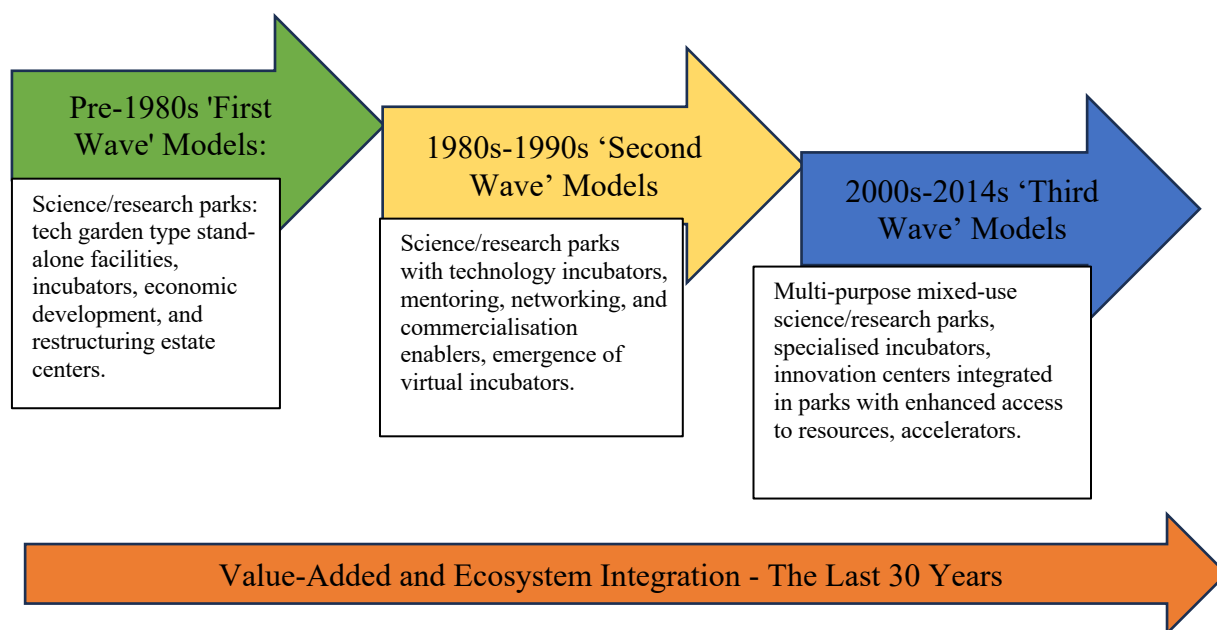 Pre-1980s 'First
Wave' Models:
Science/research parks:
tech garden type stand-
alone facilities,
incubators, economic
development, and
restructuring estate
centers.
1980s-1990s ‘Second
Wave’ Models
Science/research parks
with technology incubators,
mentoring, networking, and
commercialisation
enablers, emergence of
virtual incubators.
2000s-2014s ‘Third
Wave’ Models
Multi-purpose mixed-use
science/research parks,
specialised incubators,
innovation centers integrated
in parks with enhanced access
to resources, accelerators.
Value-Added and Ecosystem Integration - The Last 30 Years